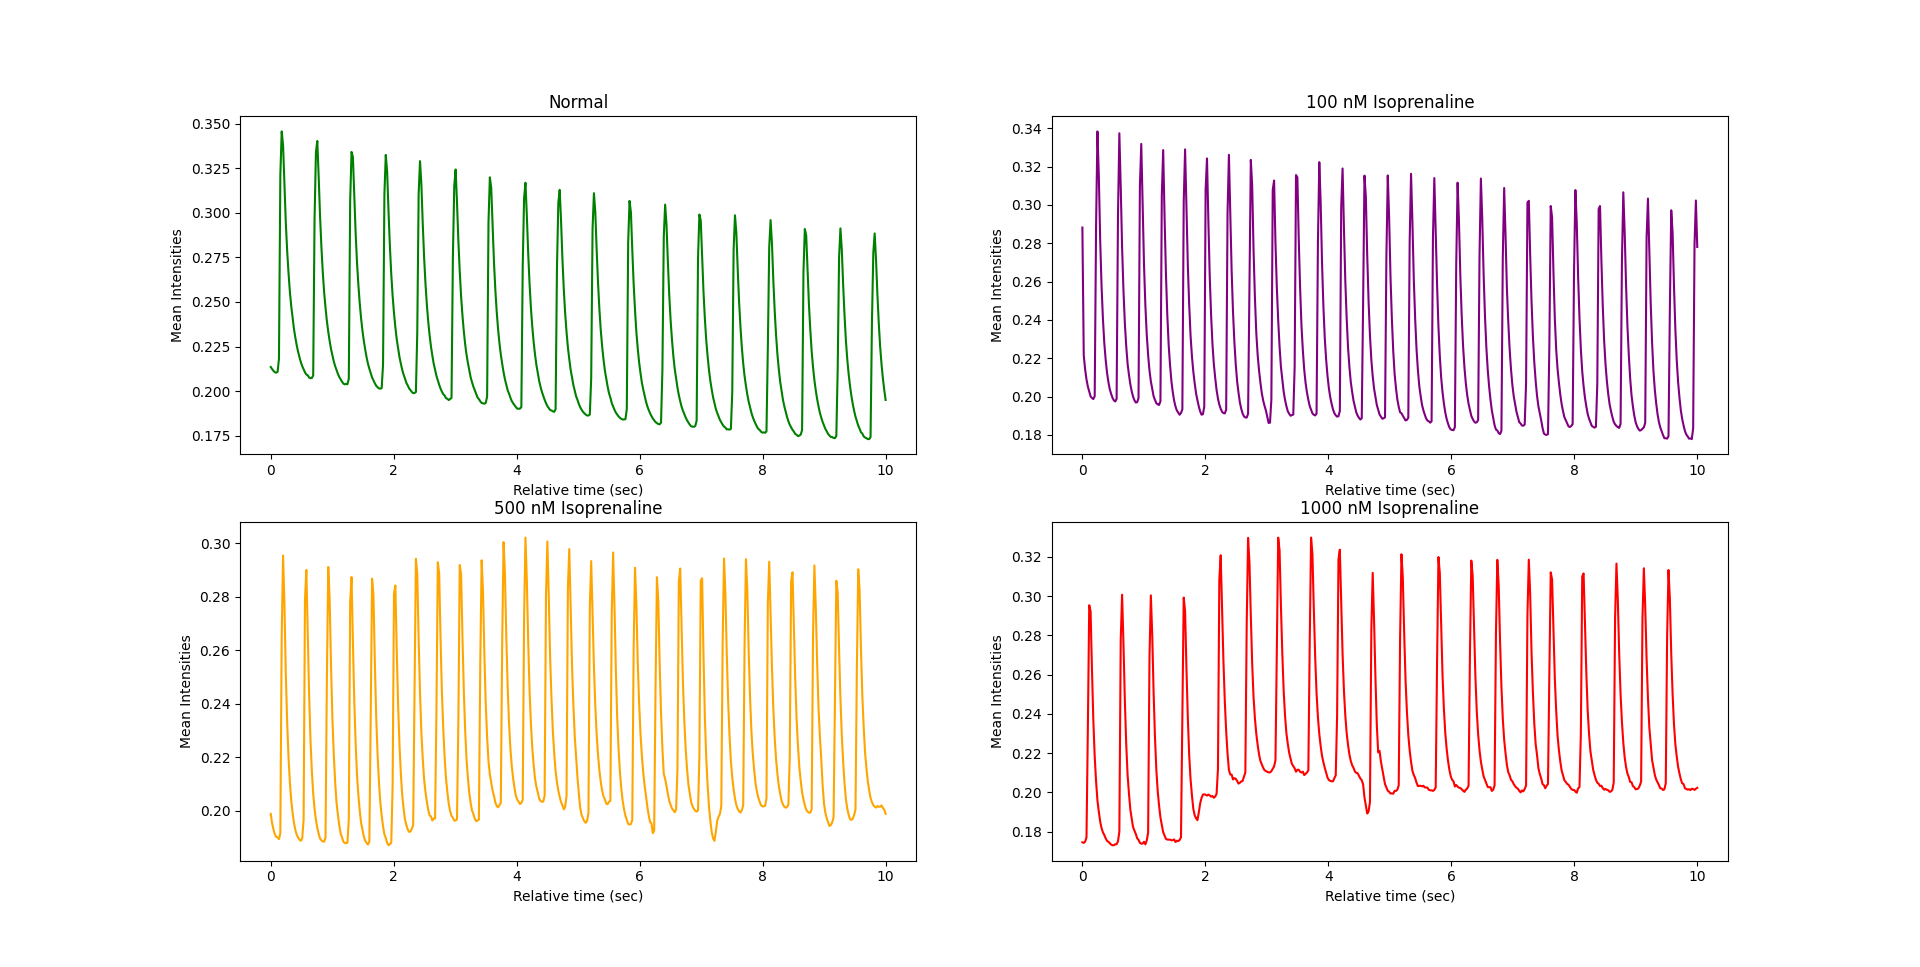 Normal
0.350
0.325
0.300
0.275
0.250
0.225
0.200
0.175
Mean Intensities
0 2 4 6 8 10
Relative time (sec)
100 nM Isoprenaline
0.34
0.32
0.30
0.28
0.26
0.24
0.22
0.20
0.18
Mean Intensities
0 2 4 6 8 10
Relative time (sec)
500 nM Isoprenaline
0.30
0.28
0.26
0.24
0.22
0.20
Mean Intensities
0 2 4 6 8 10
Relative time (sec)
1000 nM Isoprenaline
0.32
0.30
0.28
0.26
0.24
0.22
0.20
0.18
Mean Intensities
0 2 4 6 8 10
Relative time (sec)